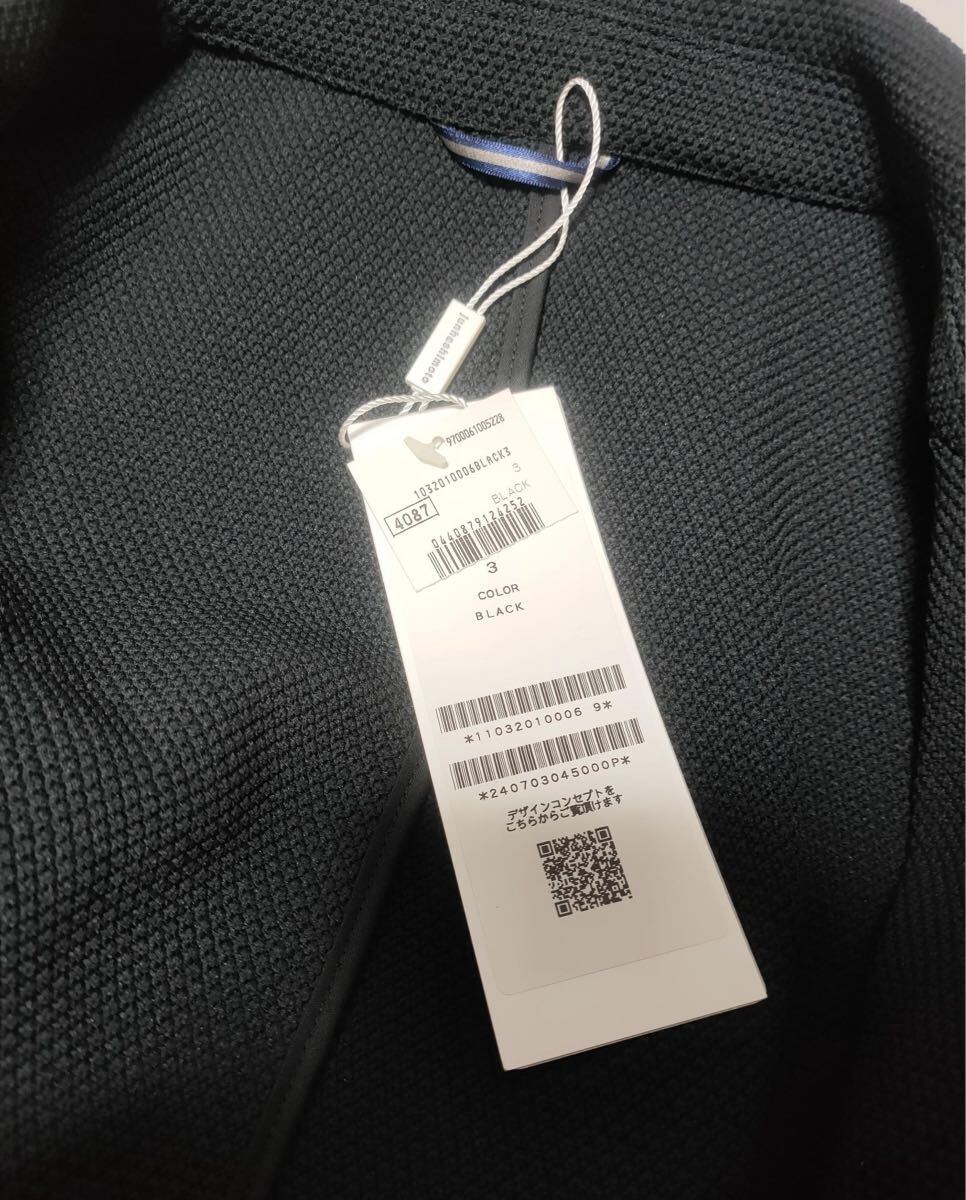 junhashimoto
9700061005228
1032010006BLACK3
3
4087
BLACK
0440879124252
3
COLOR
BLACK
*11032010006 9*
*240703045000P*
デザインコンセプトを
こちらからご覧頂けます